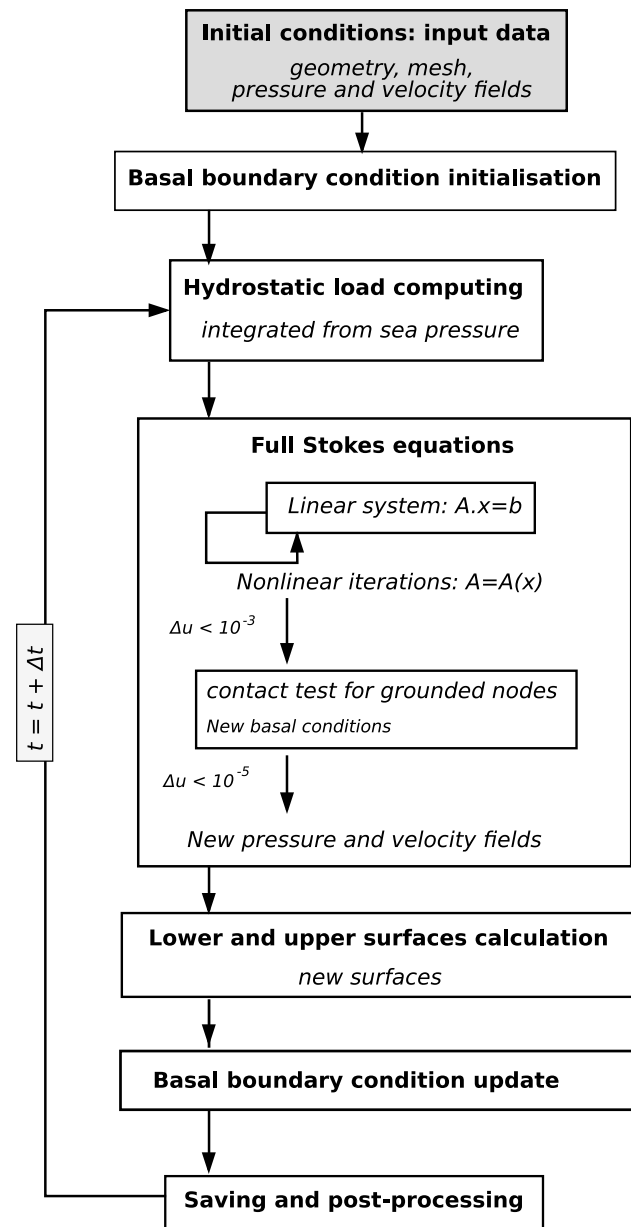 Initial conditions: input data
geometry, mesh,
pressure and velocity fields
Basal boundary condition initialisation
Hydrostatic load computing
integrated from sea pressure
Full Stokes equations
Linear system: A.x=b
Nonlinear iterations: A=A(x)
Δu < 10⁻³
contact test for grounded nodes
New basal conditions
Δu < 10⁻⁵
New pressure and velocity fields
t = t + Δt
Lower and upper surfaces calculation
new surfaces
Basal boundary condition update
Saving and post-processing